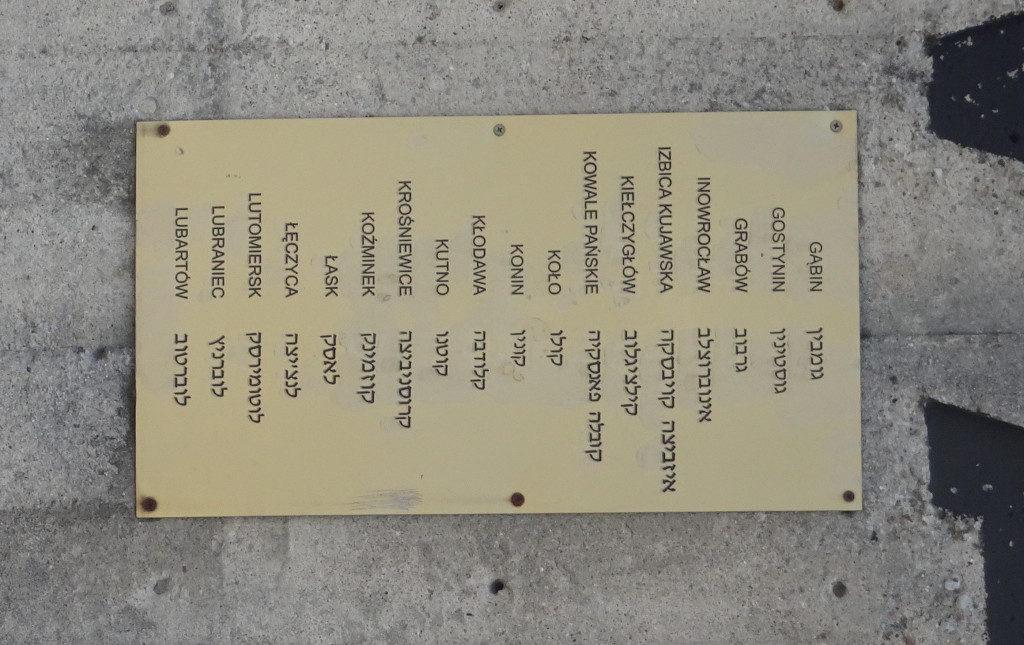 GĄBIN גמבין
GOSTYNIN גוסטינין
GRABÓW גרבוב
INOWROCŁAW אינוברוצלב
IZBICA KUJAWSKA איזביצה קויבסקה
KIEŁCZYGŁÓW קילציגלוב
KOWALE PAŃSKIE קובלה פאנסקיה
KOŁO קולו
KONIN קונין
KŁODAWA קלודבה
KUTNO קוטנו
KROŚNIEWICE קרוסניביצה
KOŹMINEK קוזמינק
ŁASK לאסק
ŁĘCZYCA לנציצה
LUTOMIERSK לוטומירסק
LUBRANIEC לוברניץ
LUBARTÓW לוברטוב